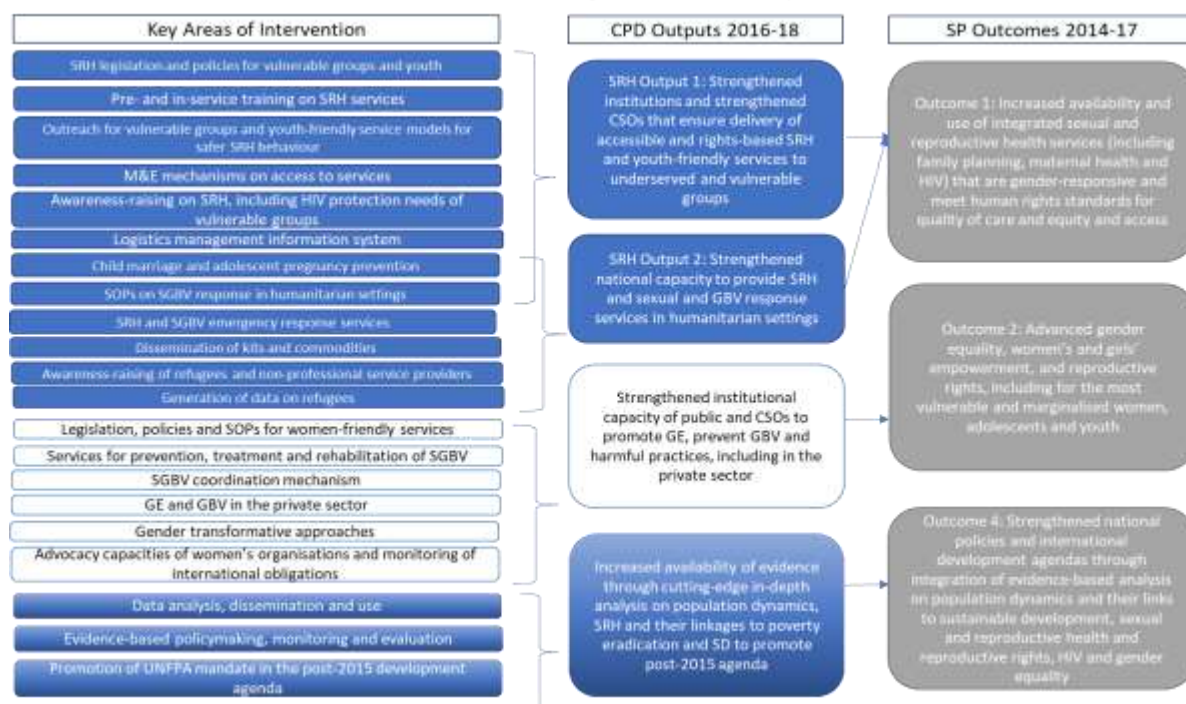 Key Areas of Intervention
SRH legislation and policies for vulnerable groups and youth
Pre- and in-service training on SRH services
Outreach for vulnerable groups and youth-friendly service models for
safer SRH behaviour
M&E mechanisms on access to services
Awareness-raising on SRH, including HIV protection needs of
vulnerable groups
Logistics management information system
Child marriage and adolescent pregnancy prevention
SOPs on SGBV response in humanitarian settings
SRH and SGBV emergency response services
Dissemination of kits and commodities
Awareness-raising of refugees and non-professional service providers
Generation of data on refugees
Legislation, policies and SOPs for women-friendly services
Services for prevention, treatment and rehabilitation of SGBV
SGBV coordination mechanism
GE and GBV in the private sector
Gender transformative approaches
Advocacy capacities of women's organisations and monitoring of
international obligations
Data analysis, dissemination and use
Evidence-based policymaking, monitoring and evaluation
Promotion of UNFPA mandate in the post-2015 development
agenda
CPD Outputs 2016-18
SRH Output 1: Strengthened
institutions and strengthened
CSOs that ensure delivery of
accessible and rights-based SRH
and youth-friendly services to
underserved and vulnerable
groups
SRH Output 2: Strengthened
national capacity to provide SRH
and sexual and GBV response
services in humanitarian settings
Strengthened institutional
capacity of public and CSOs to
promote GE, prevent GBV and
harmful practices, including in the
private sector
Increased availability of evidence
through cutting-edge in-depth
analysis on population dynamics,
SRH and their linkages to poverty
eradication and SD to promote
post-2015 agenda
SP Outcomes 2014-17
Outcome 1: Increased availability and
use of integrated sexual and
reproductive health services (including
family planning, maternal health and
HIV) that are gender-responsive and
meet human rights standards for
quality of care and equity and access
Outcome 2: Advanced gender
equality, women's and girls'
empowerment, and reproductive
rights, including for the most
vulnerable and marginalised women,
adolescents and youth
Outcome 4: Strengthened national
policies and international
development agendas through
integration of evidence-based analysis
on population dynamics and their links
to sustainable development, sexual
and reproductive health and
reproductive rights, HIV and gender
equality